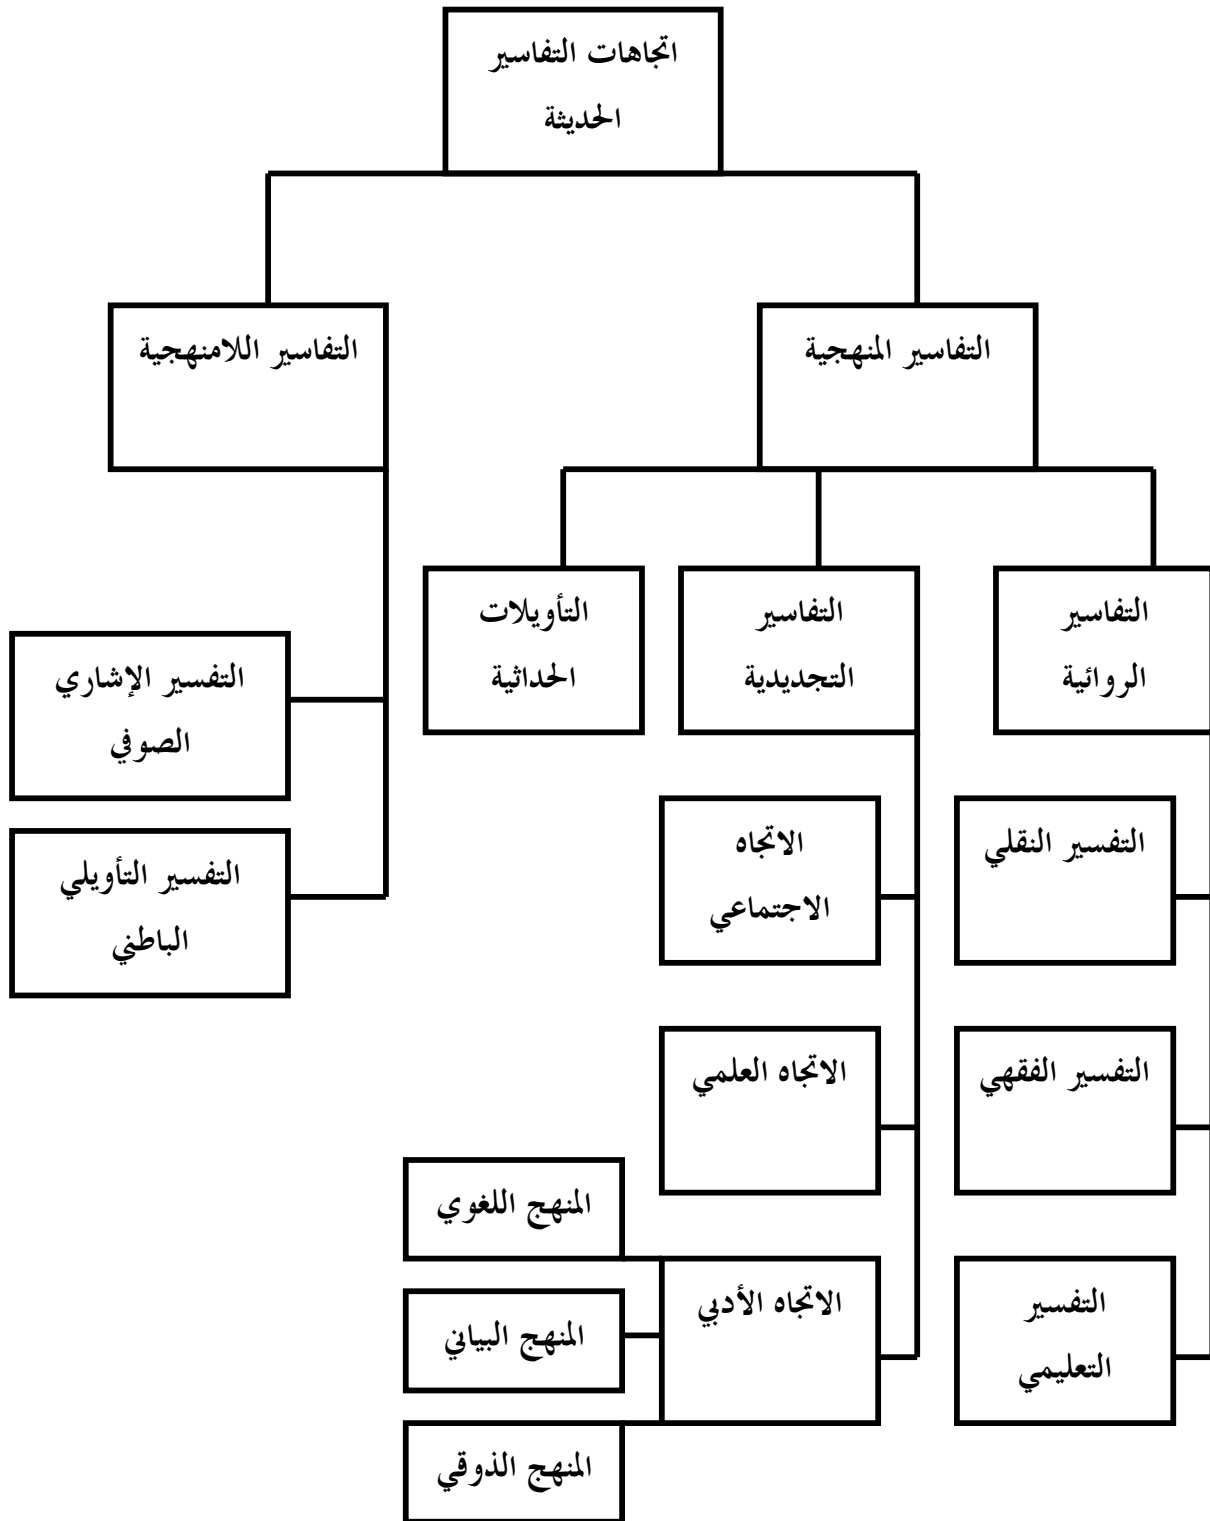 اتجاهات التفاسير
الحديثة
التفاسير المنهجية
التفاسير اللامنهجية
التفاسير
الروائية
التفاسير
التجديدية
التأويلات
الحداثية
التفسير الإشاري
الصوفي
التفسير التأويلي
الباطني
التفسير النقلي
الاتجاه
الاجتماعي
التفسير الفقهي
الاتجاه العلمي
المنهج اللغوي
التفسير
التعليمي
الاتجاه الأدبي
المنهج البياني
المنهج الذوقي